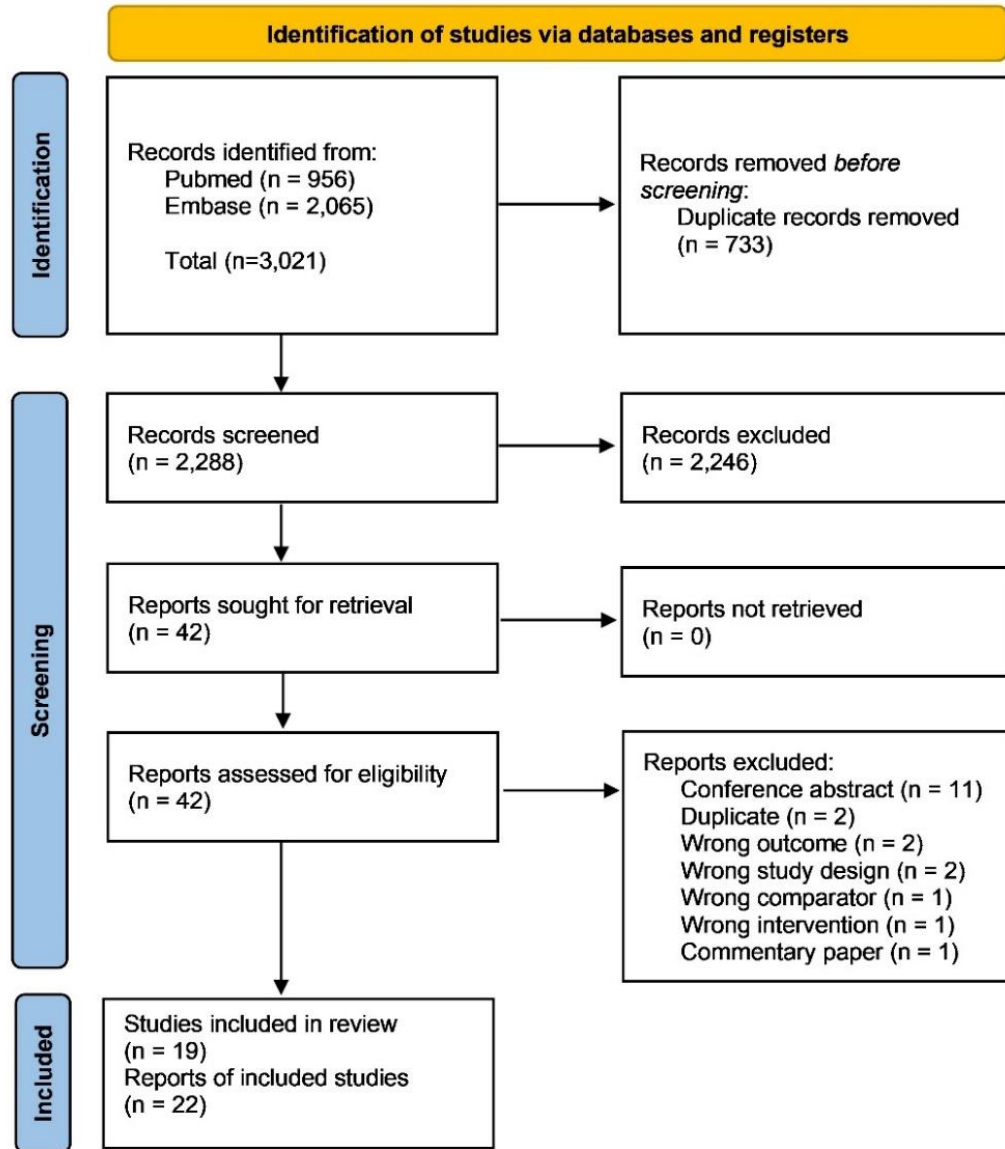 Identification of studies via databases and registers
Identification
Records identified from:
Pubmed (n = 956)
Embase (n = 2,065)
Total (n=3,021)
Records removed before
screening:
Duplicate records removed
(n = 733)
Screening
Records screened
(n = 2,288)
Records excluded
(n = 2,246)
Reports sought for retrieval
(n = 42)
Reports not retrieved
(n = 0)
Reports assessed for eligibility
(n = 42)
Reports excluded:
Conference abstract (n = 11)
Duplicate (n = 2)
Wrong outcome (n = 2)
Wrong study design (n = 2)
Wrong comparator (n = 1)
Wrong intervention (n = 1)
Commentary paper (n = 1)
Included
Studies included in review
(n = 19)
Reports of included studies
(n = 22)